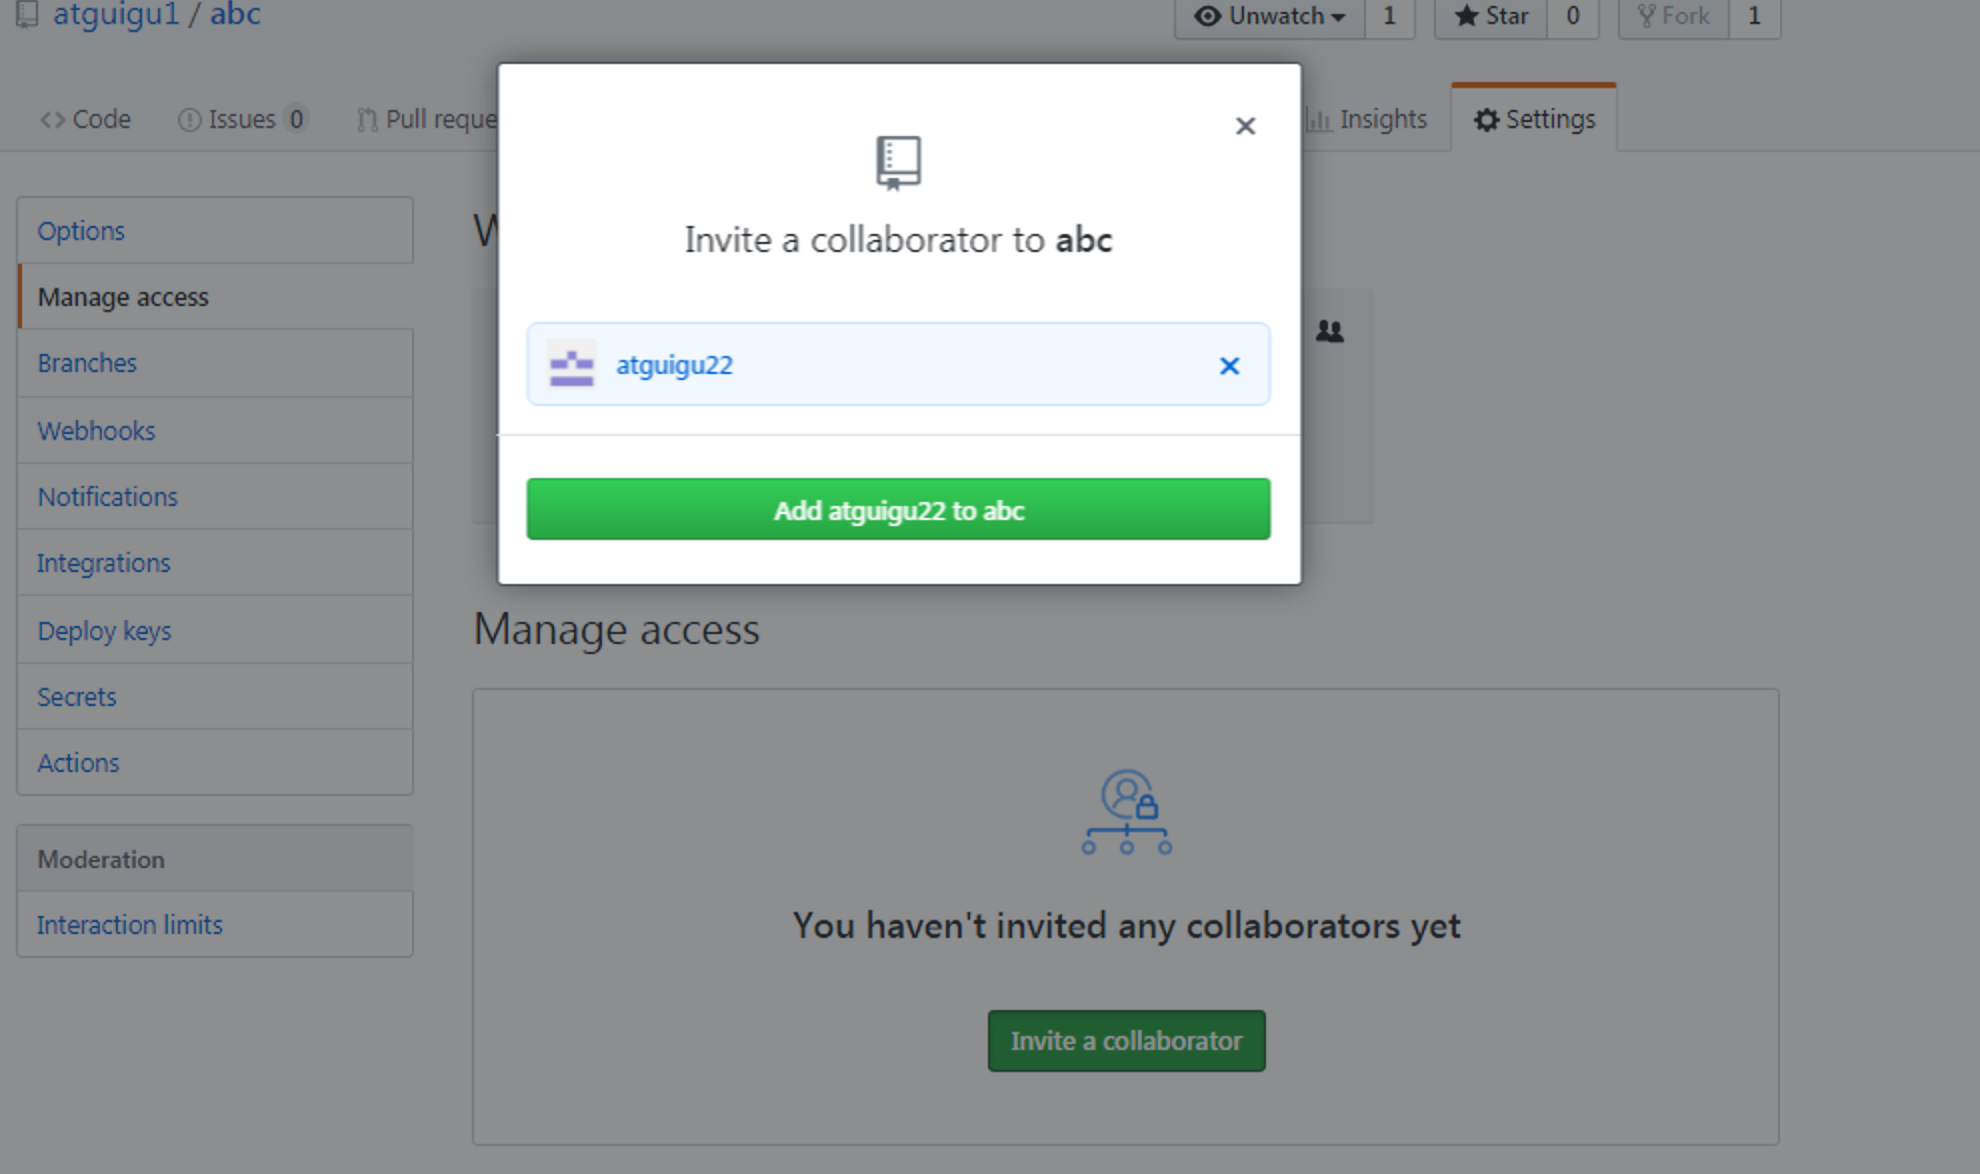 atguigu1 / abc
Unwatch 1 Star 0 Fork 1
Code Issues 0 Pull reque Insights Settings
Invite a collaborator to abc
atguigu22
Add atguigu22 to abc
Options
Manage access
Branches
Webhooks
Notifications
Integrations
Deploy keys
Secrets
Actions
Moderation
Interaction limits
W
Manage access
You haven't invited any collaborators yet
Invite a collaborator